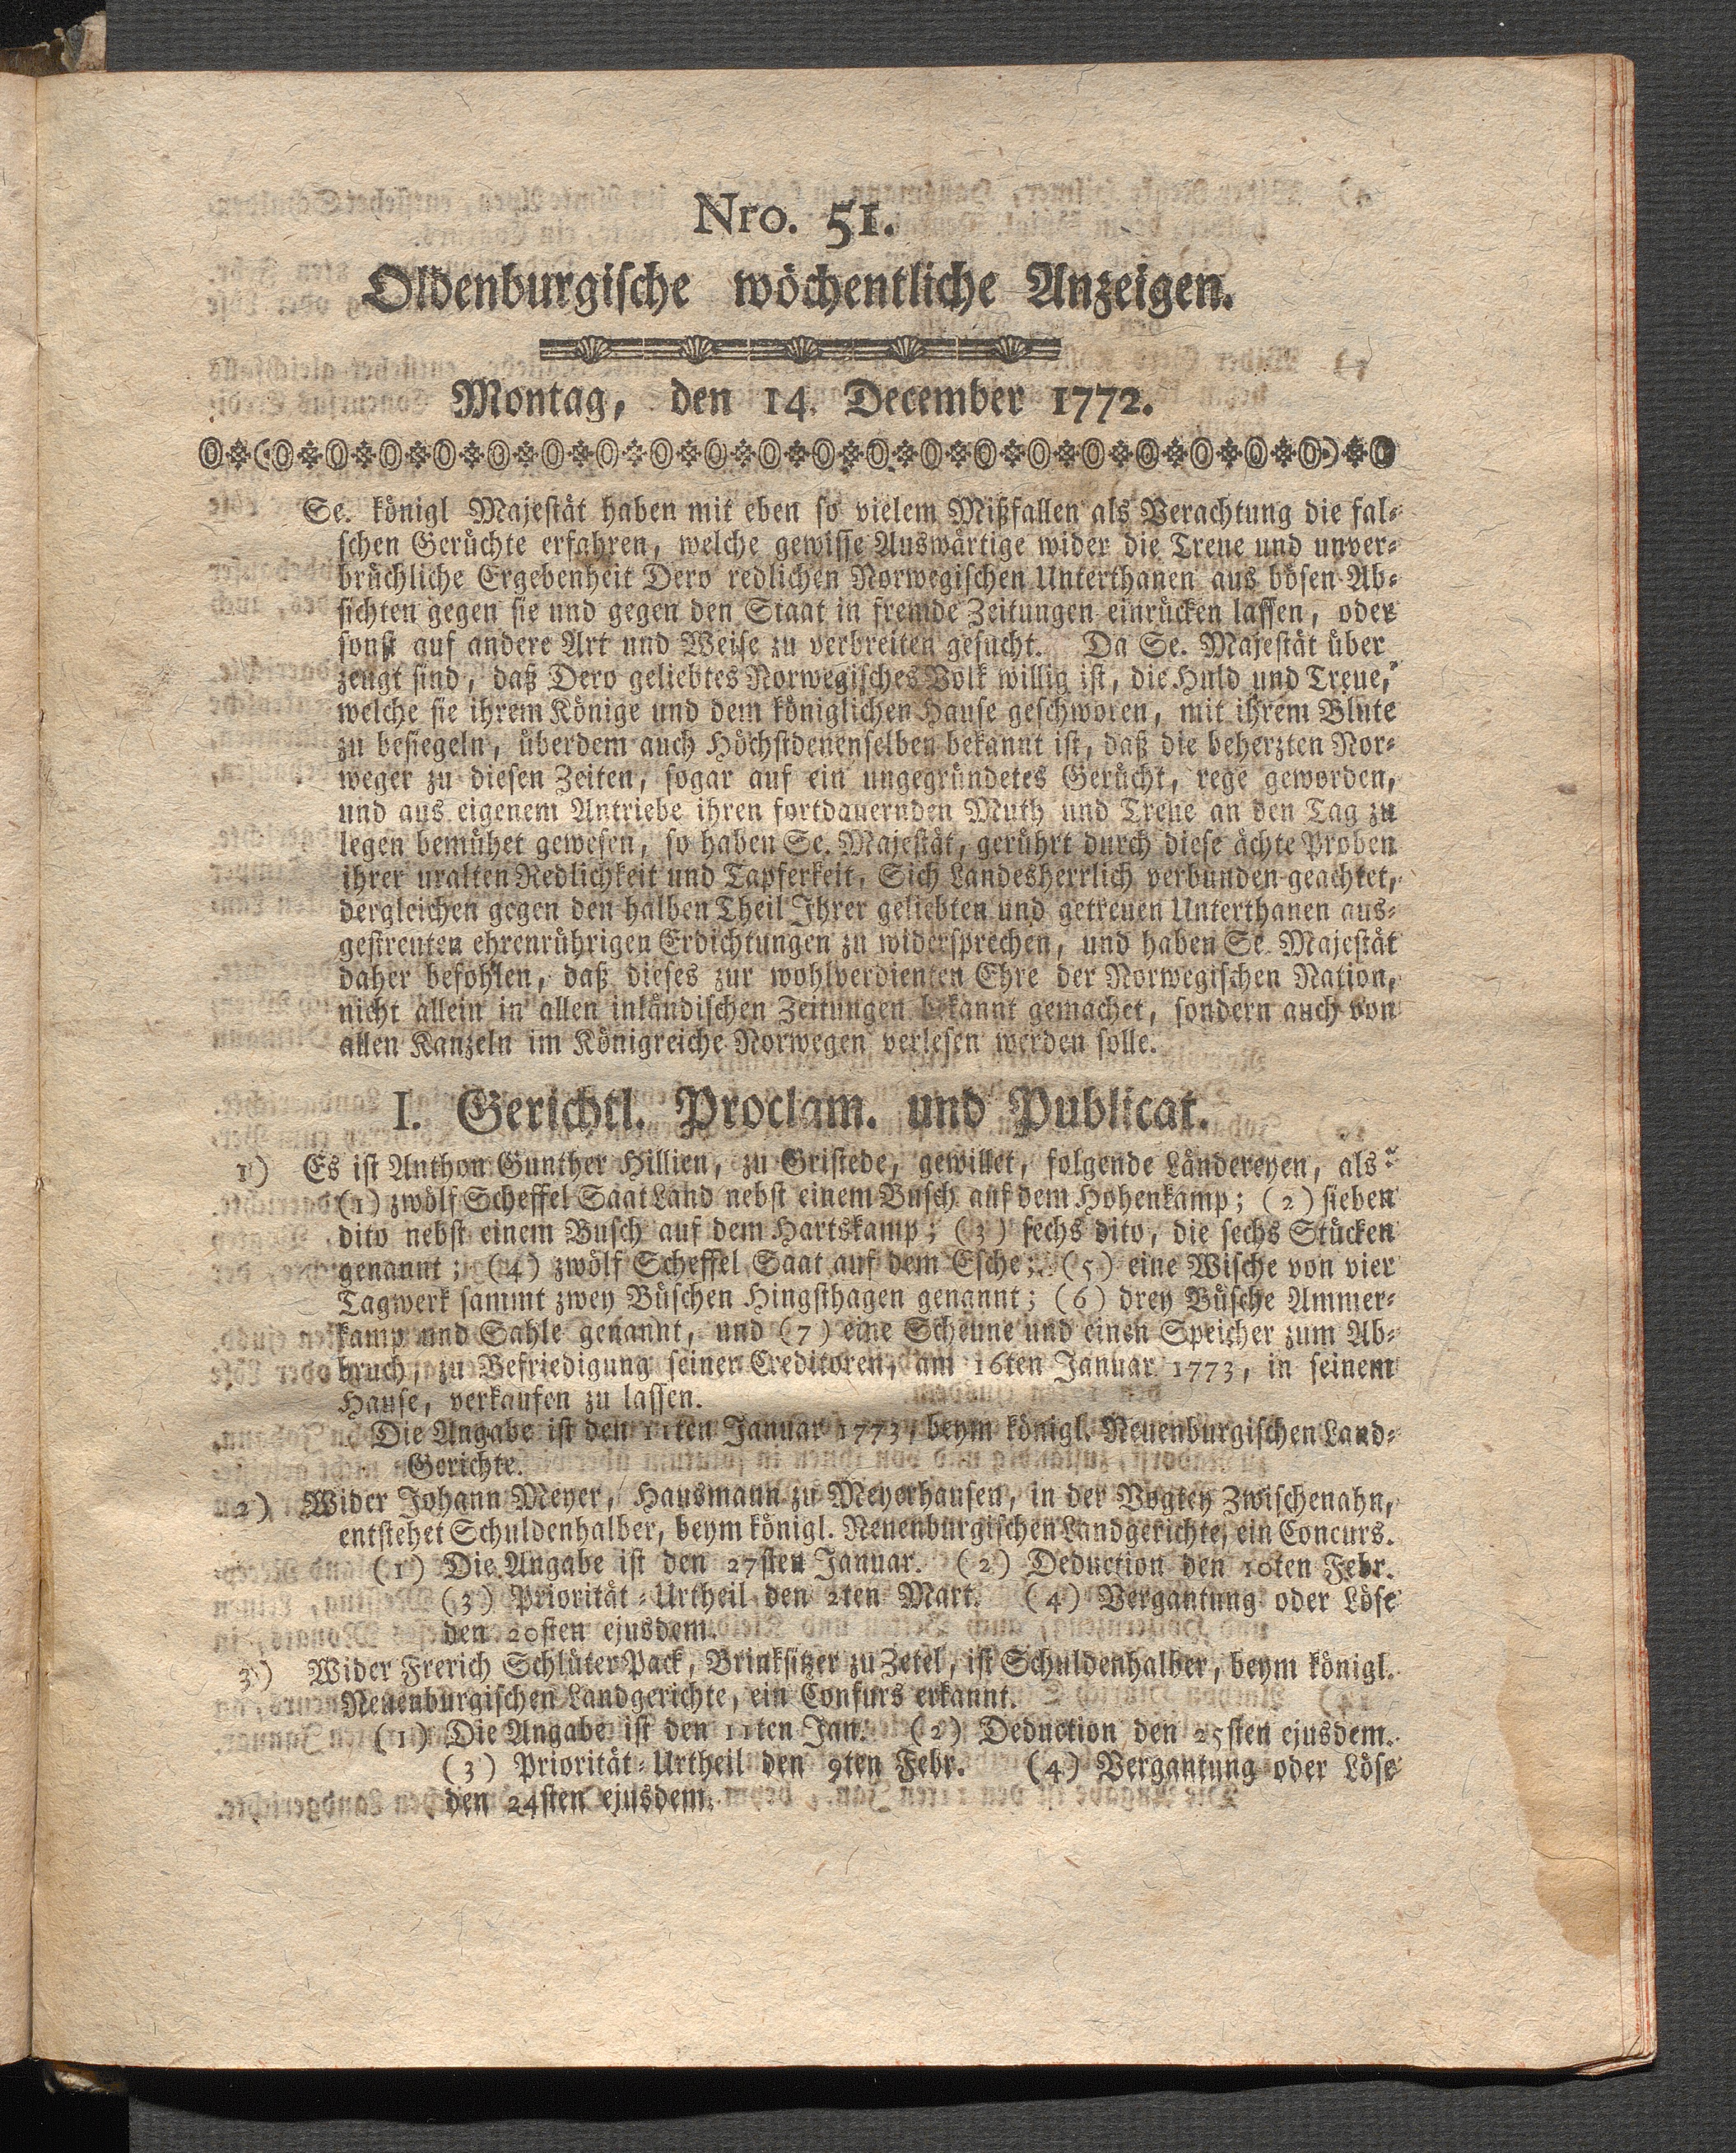 Nro. 51.
Oldenburgische wöchentliche Anzeigen.
Montag, den 14. December 1772.
Se. königl Majestät haben mit eben so vielem Mißfallen als Verachtung die fal-
schen Gerüchte erfahren, welche gewisse Auswärtige wider die Treue und unver-
brüchliche Ergebenheit Dero redlichen Norwegischen Unterthanen aus bösen Ab-
sichten gegen sie und gegen den Staat in fremde Zeitungen einrücken lassen, oder
sonst auf andere Art und Weise zu verbreiten gesucht. Da Se. Majestät über
zeugt sind, daß Dero geliebtes Norwegisches Volk willig ist, die Huld und Treue,
welche sie ihrem Könige und dem königlichen Hause geschworen, mit ihrem Blute
zu besiegeln, überdem auch Höchstdenenselben bekannt ist, daß die beherzten Nor-
weger zu diesen Zeiten, sogar auf ein ungegründetes Gerücht, rege geworden,
und aus eigenem Antriebe ihren fortdauernden Muth und Treue an den Tag zu
legen bemühet gewesen, so haben Se. Majestät, gerührt durch diese ächte Proben
ihrer uralten Redlichkeit und Tapferkeit, Sich Landesherrlich verbunden geachtet,
dergleichen gegen den halben Theil Ihrer geliebten und getreuen Unterthanen aus-
gestreuten ehrenrührigen Erdichtungen zu widersprechen, und haben Se Majestät
daher befohlen, daß dieses zur wohlverdienten Ehre der Norwegischen Nation,
nicht allein in allen inländischen Zeitungen bekannt gemachet, sondern auch von
allen Kanzeln im Königreiche Norwegen verlesen werden solle.
I. Gerichtl. Proclam. und Publicat.
1) Es ist Anthon Gunther Hillien, zu Gristede, gewillet, folgende Ländereyen, als
(1) zwölf Scheffel Saat Land nebst einem Busch auf dem Hohenkamp; (2) sieben
dito nebst einem Busch auf dem Hartskamp; (3) sechs dito, die sechs Stücken
genannt; (4) zwölf Scheffel Saat auf dem Esche; (5) eine Wische von vier
Tagwerk sammt zwey Büschen Hingsthagen genannt; (6) drey Büsche Ammer-
kamp und Sahle genannt, und (7) eine Scheune und einen Speicher zum Ab-
bruch, zu Befriedigung seiner Creditoren, am 16ten Januar 1773, in seinem
Hause, verkaufen zu lassen.
Die Angabe ist den 11ten Januar 1773, beym königl. Neuenburgischen Land-
Gerichte.
2) Wider Johann Meyer, Hausmann zu Meyerhausen, in der Vogtey Zwischenahn,
entstehet Schuldenhalber, beym königl. Neuenburgischen Landgerichte, ein Concurs.
(1) Die Angabe ist den 27sten Januar. (2) Deduction den 10ten Febr.
(3) Priorität-Urtheil den 2ten Mart. (4) Vergantung oder Löse
den 20sten ejusdem.
3) Wider Frerich Schlüter Pack, Brinksitzer zu Zetel, ist Schuldenhalber, beym königl.
Neuenburgischen Landgerichte, ein Confurs erkannt.
(1) Die Angabe ist den 11ten Jan. (2) Deduction den 25sten ejusdem.
(3) Priorität-Urtheil den 9ten Febr. (4) Vergantung oder Löse
den 24sten ejusdem.